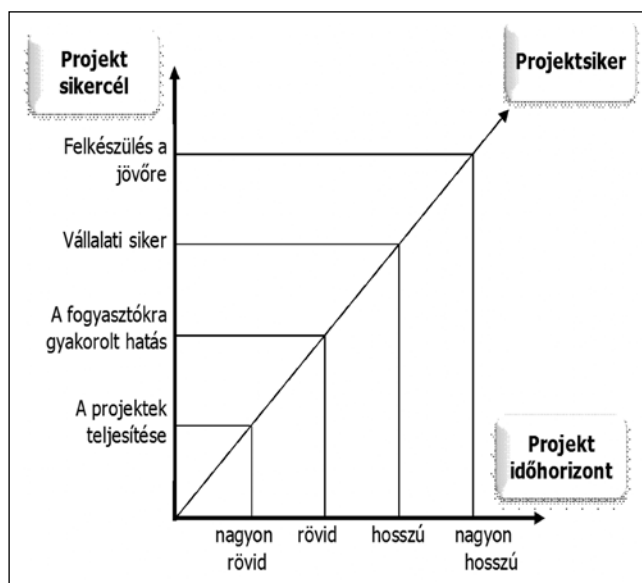 Projekt
sikercél
Projektsiker
Felkészülés a
jövőre
Vállalati siker
A fogyasztókra
gyakorolt hatás
A projektek
teljesítése
Projekt
időhorizont
nagyon
rövid
rövid
hosszú
nagyon
hosszú